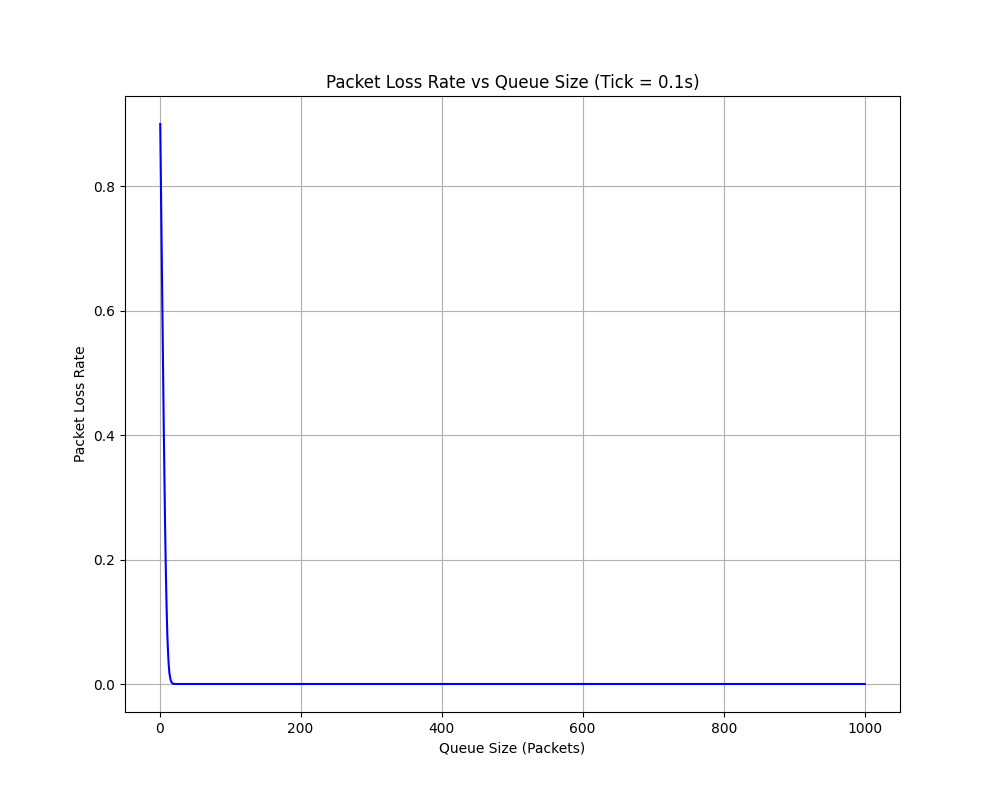 Packet Loss Rate vs Queue Size (Tick = 0.1s)
0.8
0.6
0.4
0.2
0.0
Packet Loss Rate
0 200 400 600 800 1000
Queue Size (Packets)